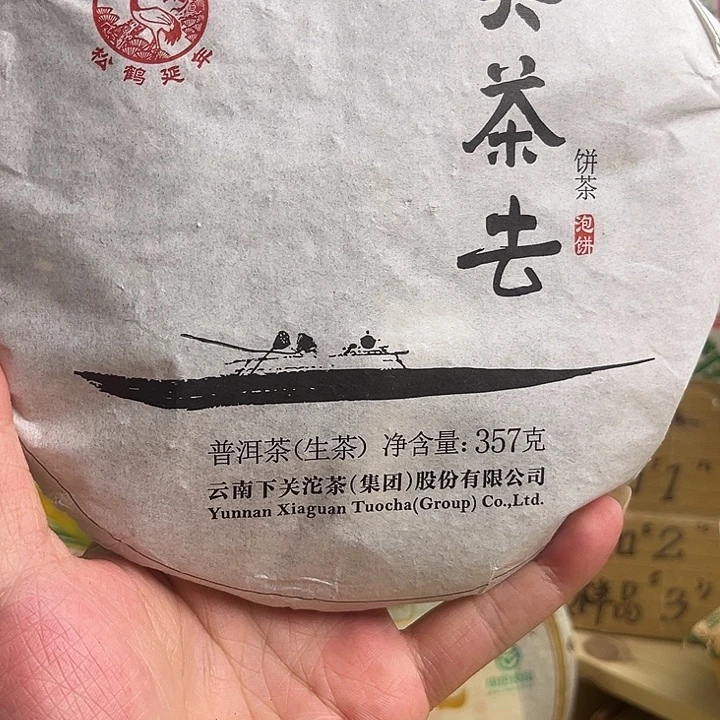 松鹤延年
茶去
饼茶
泡饼
普洱茶(生茶) 净含量:357克
云南下关沱茶(集团)股份有限公司
Yunnan Xiaguan Tuocha(Group) Co.,Ltd.
"1"
"2"
样品"3"